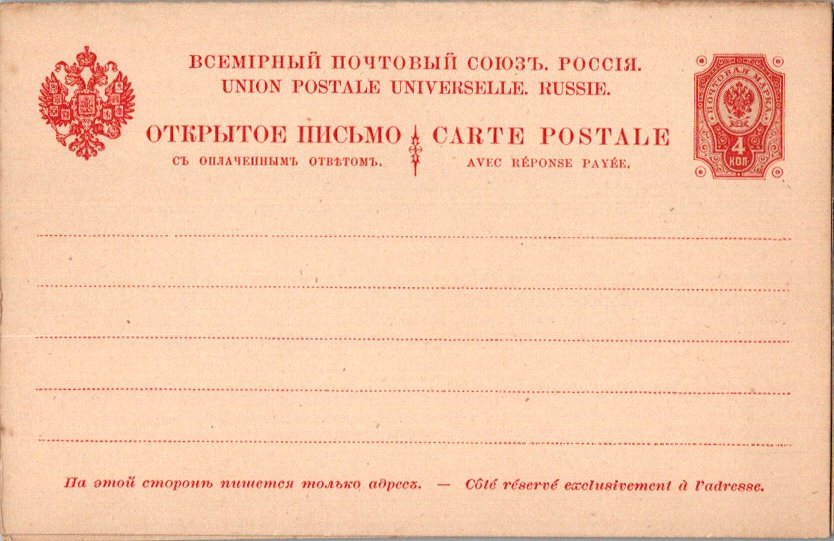 ВСЕМІРНЫЙ ПОЧТОВЫЙ СОЮЗЪ. РОССІЯ.
UNION POSTALE UNIVERSELLE. RUSSIE.
ОТКРЫТОЕ ПИСЬМО CARTE POSTALE
СЪ ОПЛАЧЕННЫМЪ ОТВѢТОМЪ. AVEC RÉPONSE PAYÉE.
ПОЧТОВАЯ МАРКА
4
КОП
На этой сторонѣ пишется только адресъ. — Côté réservé exclusivement à l'adresse.